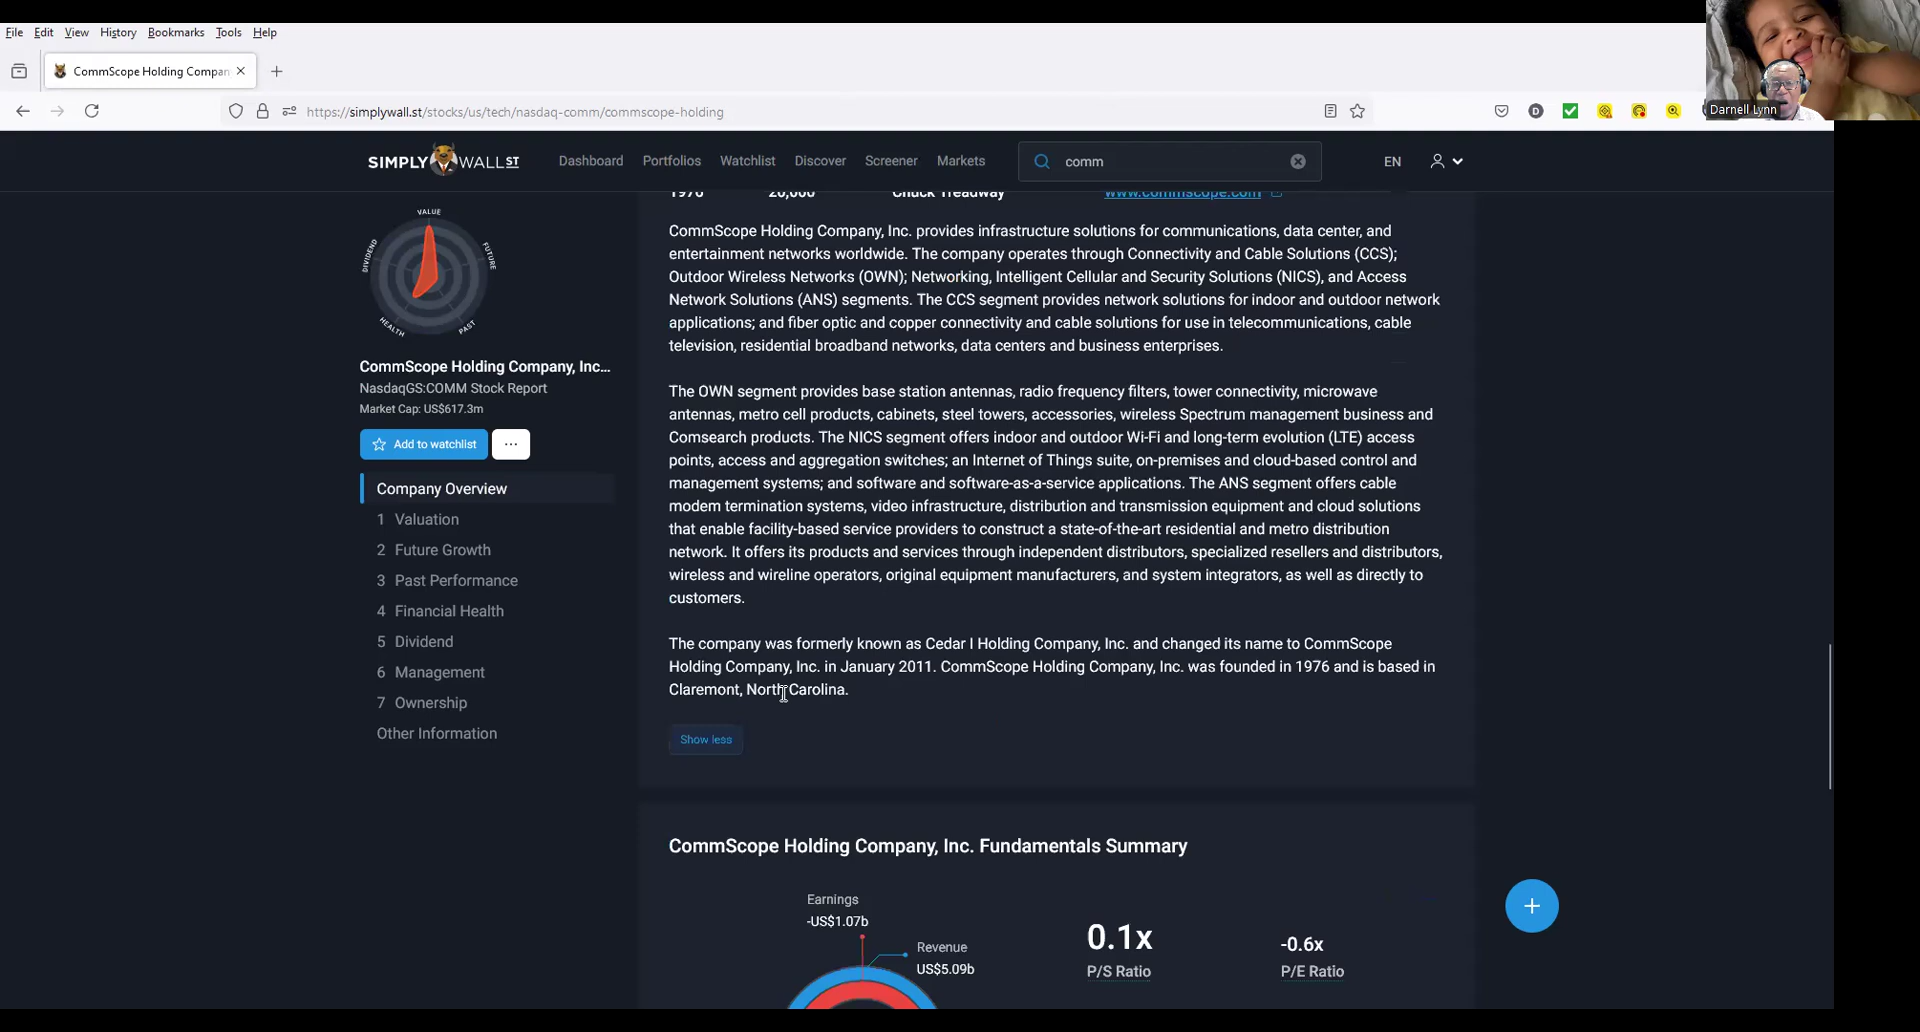 File Edit View History Bookmarks Tools Help
CommScope Holding Compan
https://simplywall.st/stocks/us/tech/nasdaq-comm/commscope-holding
D
Darnell Lynn
SIMPLY WALL ST
Dashboard Portfolios Watchlist Discover Screener Markets
comm
EN
VALUE
FUTURE
PAST
HEALTH
DIVIDEND
CommScope Holding Company, Inc...
NasdaqGS:COMM Stock Report
Market Cap: US$617.3m
Add to watchlist
...
Company Overview
1 Valuation
2 Future Growth
3 Past Performance
4 Financial Health
5 Dividend
6 Management
7 Ownership
Other Information
1976 20,000 Chuck Treadway www.commscope.com
CommScope Holding Company, Inc. provides infrastructure solutions for communications, data center, and
entertainment networks worldwide. The company operates through Connectivity and Cable Solutions (CCS);
Outdoor Wireless Networks (OWN); Networking, Intelligent Cellular and Security Solutions (NICS), and Access
Network Solutions (ANS) segments. The CCS segment provides network solutions for indoor and outdoor network
applications; and fiber optic and copper connectivity and cable solutions for use in telecommunications, cable
television, residential broadband networks, data centers and business enterprises.
The OWN segment provides base station antennas, radio frequency filters, tower connectivity, microwave
antennas, metro cell products, cabinets, steel towers, accessories, wireless Spectrum management business and
Comsearch products. The NICS segment offers indoor and outdoor Wi-Fi and long-term evolution (LTE) access
points, access and aggregation switches; an Internet of Things suite, on-premises and cloud-based control and
management systems; and software and software-as-a-service applications. The ANS segment offers cable
modem termination systems, video infrastructure, distribution and transmission equipment and cloud solutions
that enable facility-based service providers to construct a state-of-the-art residential and metro distribution
network. It offers its products and services through independent distributors, specialized resellers and distributors,
wireless and wireline operators, original equipment manufacturers, and system integrators, as well as directly to
customers.
The company was formerly known as Cedar I Holding Company, Inc. and changed its name to CommScope
Holding Company, Inc. in January 2011. CommScope Holding Company, Inc. was founded in 1976 and is based in
Claremont, North Carolina.
Show less
CommScope Holding Company, Inc. Fundamentals Summary
Earnings
-US$1.07b
Revenue
US$5.09b
0.1x
P/S Ratio
-0.6x
P/E Ratio